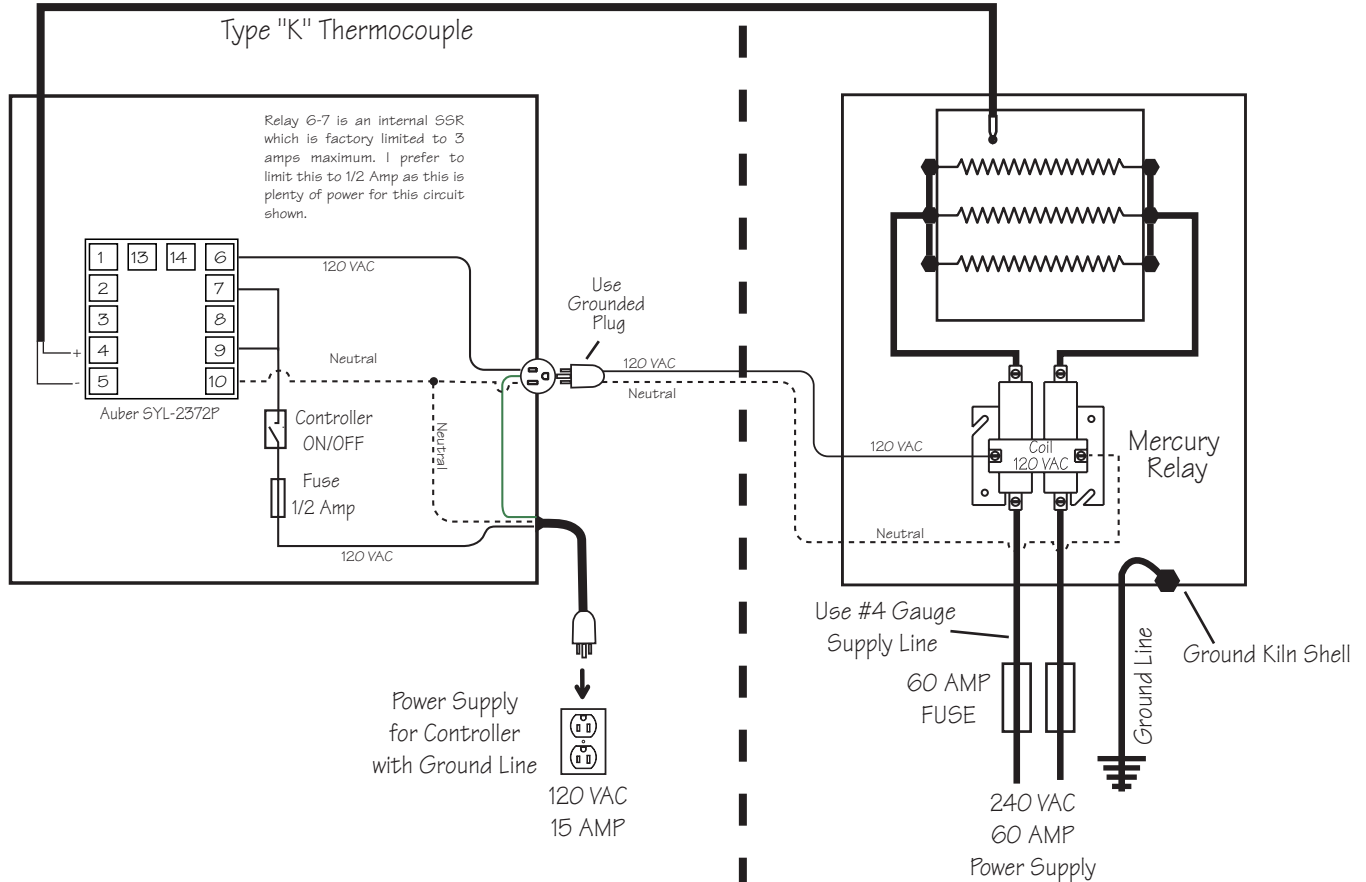 Type "K" Thermocouple
Relay 6-7 is an internal SSR
which is factory limited to 3
amps maximum. I prefer to
limit this to 1/2 Amp as this is
plenty of power for this circuit
shown.
1
13
14
6
2
7
3
8
4
9
5
10
+
-
Auber SYL-2372P
120 VAC
Neutral
Neutral
Controller
ON/OFF
Fuse
1/2 Amp
120 VAC
Use
Grounded
Plug
120 VAC
Neutral
Power Supply
for Controller
with Ground Line
120 VAC
15 AMP
120 VAC
Coil
120 VAC
Mercury
Relay
Neutral
Use #4 Gauge
Supply Line
60 AMP
FUSE
Ground Line
Ground Kiln Shell
240 VAC
60 AMP
Power Supply